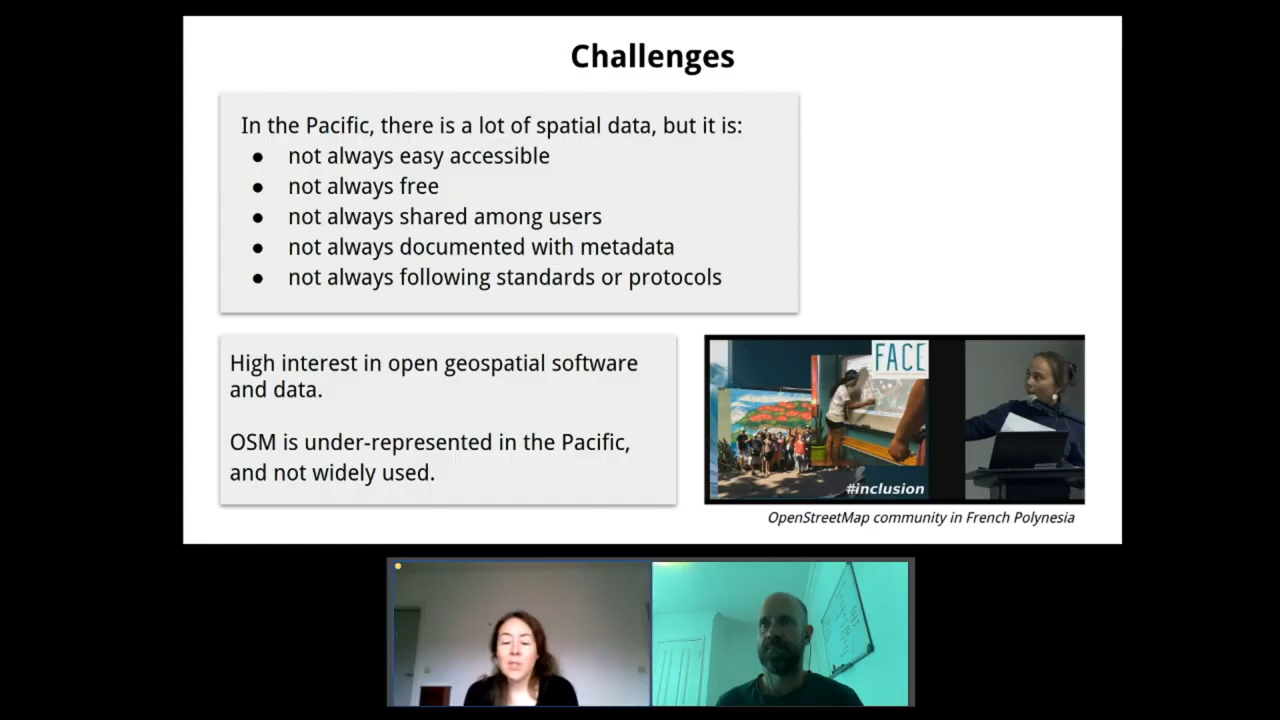 Challenges
In the Pacific, there is a lot of spatial data, but it is:
● not always easy accessible
● not always free
● not always shared among users
● not always documented with metadata
● not always following standards or protocols
High interest in open geospatial software
and data.
OSM is under-represented in the Pacific,
and not widely used.
FACE
#inclusion
OpenStreetMap community in French Polynesia